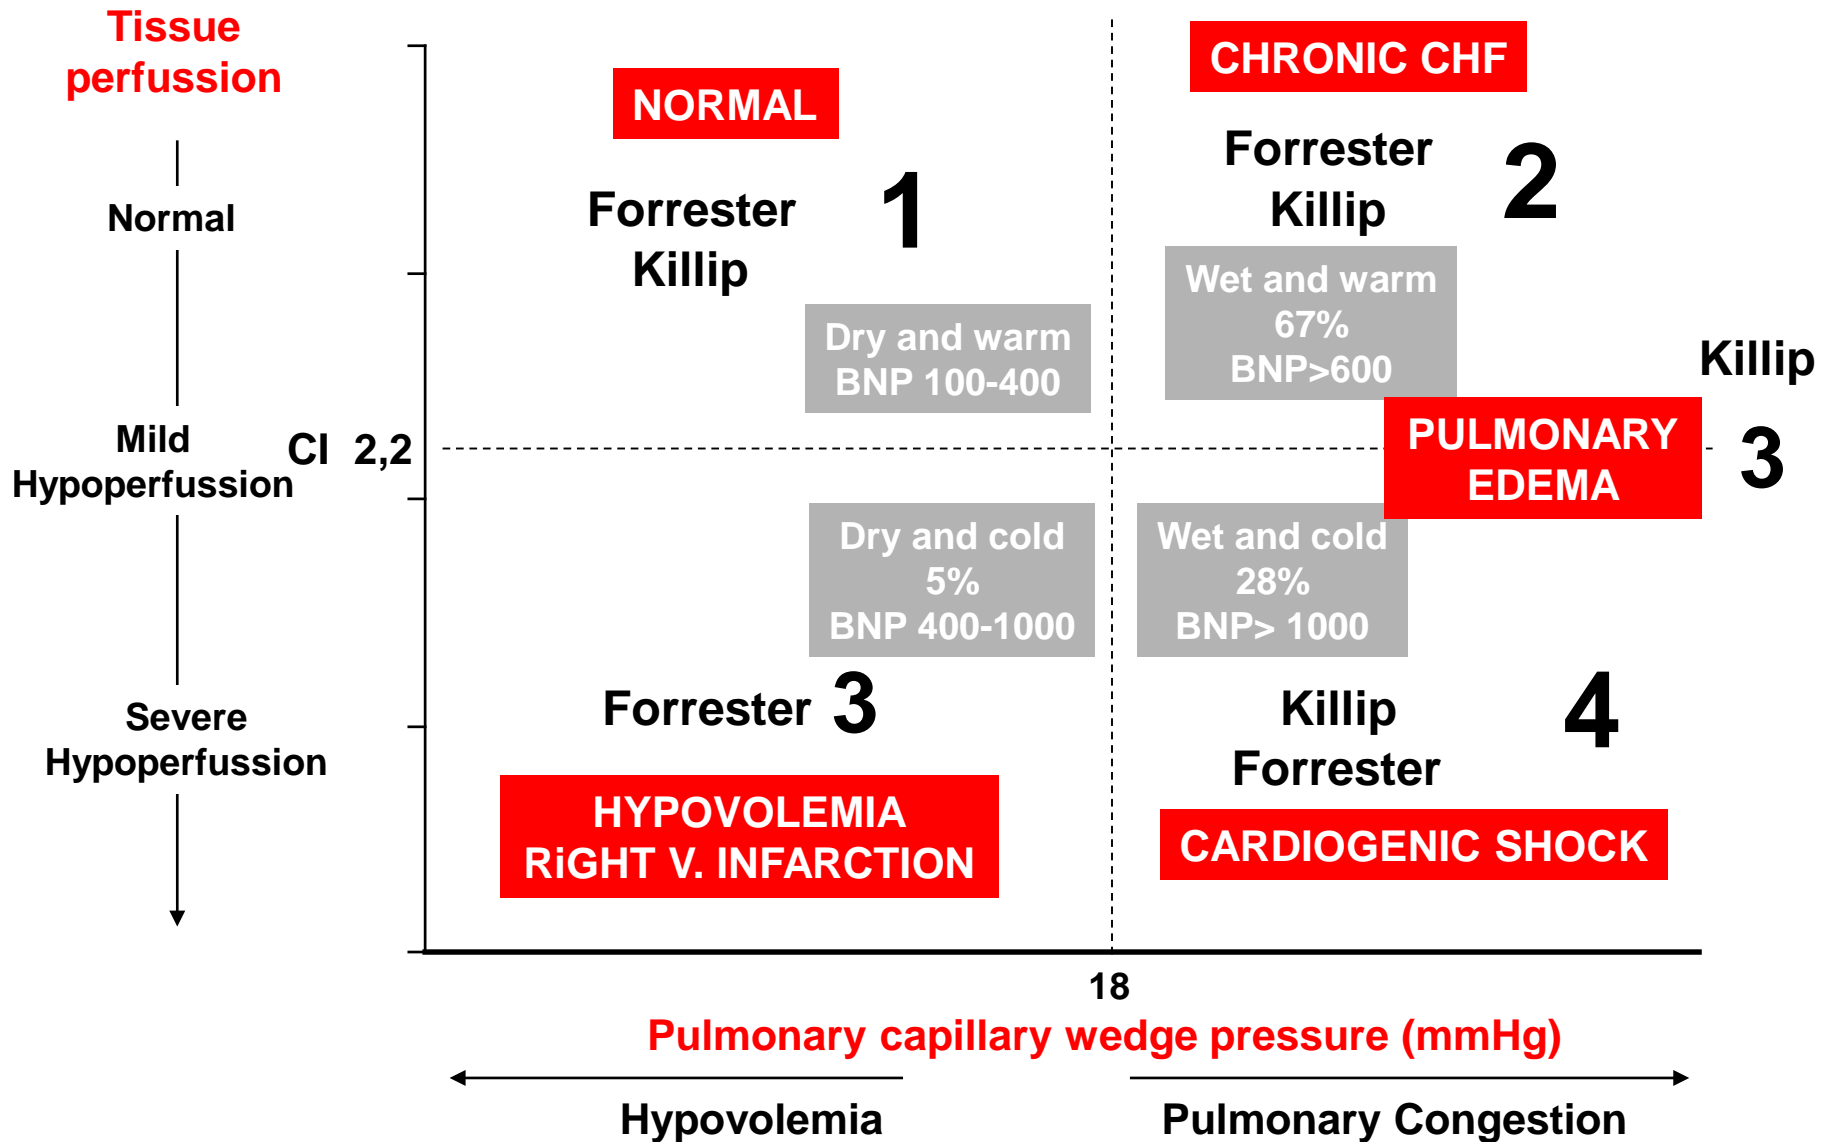 Tissue
perfussion
Normal
Mild
Hypoperfussion
Severe
Hypoperfussion
CI 2,2
NORMAL
Forrester
Killip
1
Dry and warm
BNP 100-400
CHRONIC CHF
Forrester
Killip
2
Wet and warm
67%
BNP>600
Killip
3
PULMONARY
EDEMA
Dry and cold
5%
BNP 400-1000
Forrester 3
HYPOVOLEMIA
RiGHT V. INFARCTION
Wet and cold
28%
BNP> 1000
Killip
Forrester
4
CARDIOGENIC SHOCK
18
Pulmonary capillary wedge pressure (mmHg)
Hypovolemia
Pulmonary Congestion